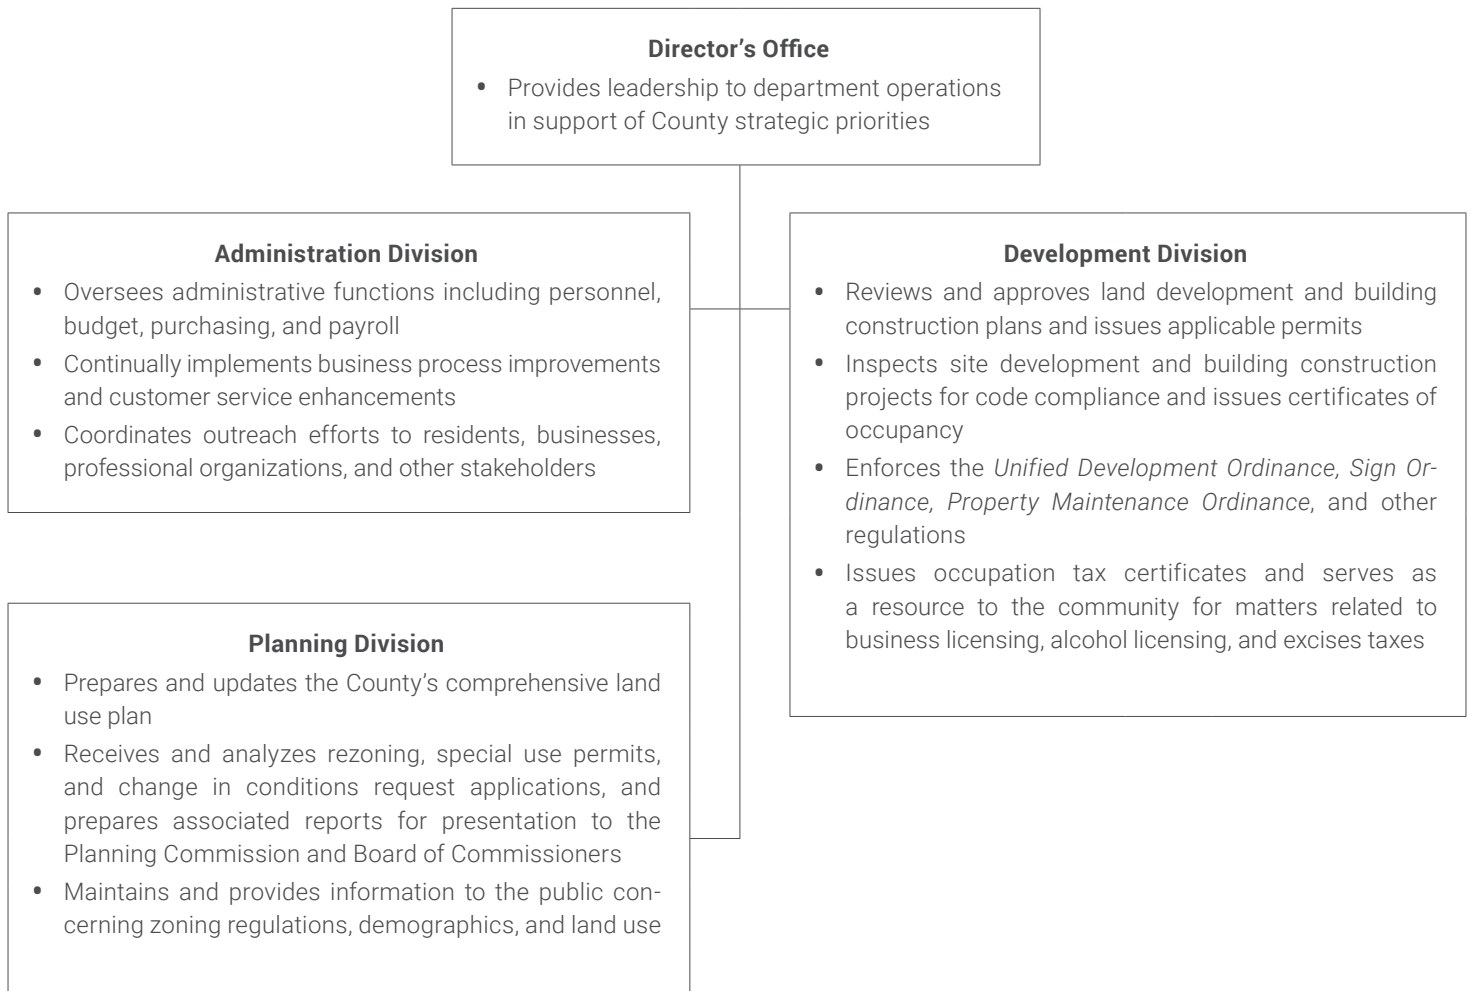 Director’s Office
• Provides leadership to department operations
in support of County strategic priorities
Administration Division
• Oversees administrative functions including personnel,
budget, purchasing, and payroll
• Continually implements business process improvements
and customer service enhancements
• Coordinates outreach efforts to residents, businesses,
professional organizations, and other stakeholders
Development Division
• Reviews and approves land development and building
construction plans and issues applicable permits
• Inspects site development and building construction
projects for code compliance and issues certificates of
occupancy
• Enforces the Unified Development Ordinance, Sign Or-
dinance, Property Maintenance Ordinance, and other
regulations
• Issues occupation tax certificates and serves as
a resource to the community for matters related to
business licensing, alcohol licensing, and excises taxes
Planning Division
• Prepares and updates the County’s comprehensive land
use plan
• Receives and analyzes rezoning, special use permits,
and change in conditions request applications, and
prepares associated reports for presentation to the
Planning Commission and Board of Commissioners
• Maintains and provides information to the public con-
cerning zoning regulations, demographics, and land use